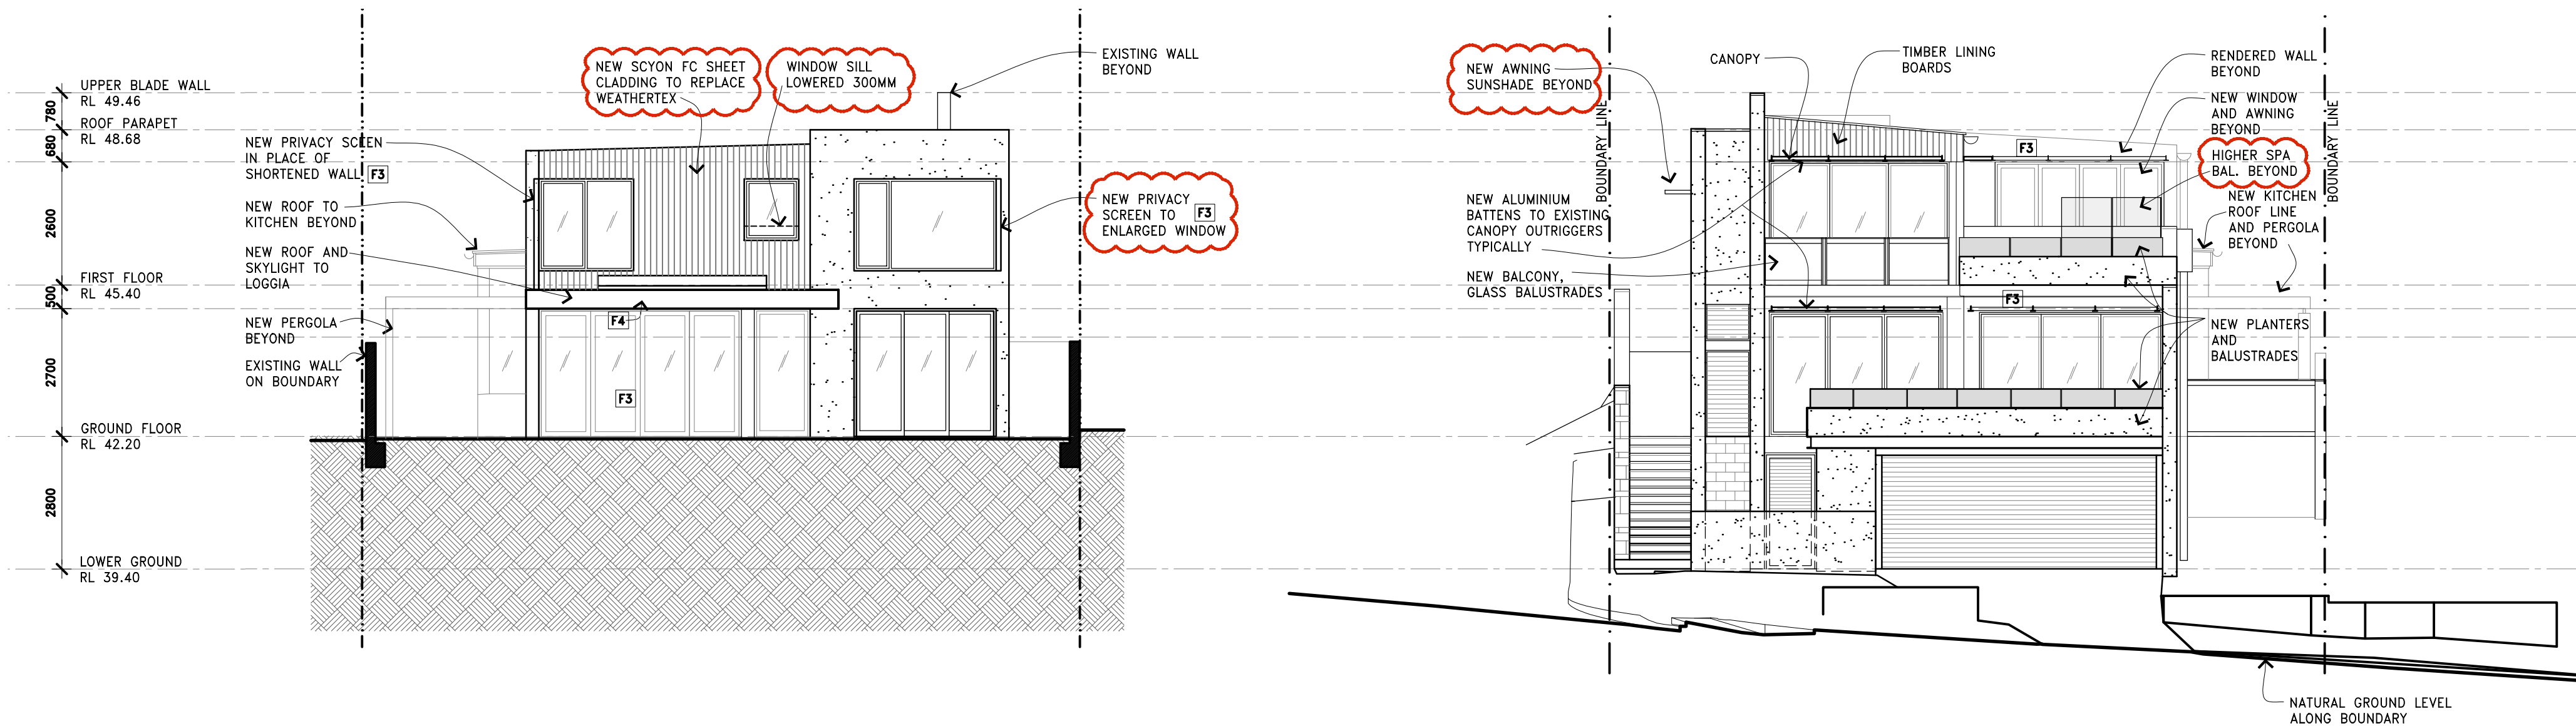 UPPER BLADE WALL
RL 49.46
780
ROOF PARAPET
RL 48.68
680
2600
FIRST FLOOR
RL 45.40
500
2700
GROUND FLOOR
RL 42.20
2800
LOWER GROUND
RL 39.40
NEW PRIVACY SCEEN
IN PLACE OF
SHORTENED WALL F3
NEW ROOF TO
KITCHEN BEYOND
NEW ROOF AND
SKYLIGHT TO
LOGGIA
NEW PERGOLA
BEYOND
EXISTING WALL
ON BOUNDARY
NEW SCYON FC SHEET
CLADDING TO REPLACE
WEATHERTEX
WINDOW SILL
LOWERED 300MM
EXISTING WALL
BEYOND
NEW PRIVACY
SCREEN TO F3
ENLARGED WINDOW
F4
F3
NEW AWNING
SUNSHADE BEYOND
BOUNDARY LINE
CANOPY
TIMBER LINING
BOARDS
NEW ALUMINIUM
BATTENS TO EXISTING
CANOPY OUTRIGGERS
TYPICALLY
NEW BALCONY,
GLASS BALUSTRADES
F3
F3
RENDERED WALL
BEYOND
NEW WINDOW
AND AWNING
BEYOND
HIGHER SPA
BAL. BEYOND
BOUNDARY LINE
NEW KITCHEN
ROOF LINE
AND PERGOLA
BEYOND
NEW PLANTERS
AND
BALUSTRADES
NATURAL GROUND LEVEL
ALONG BOUNDARY